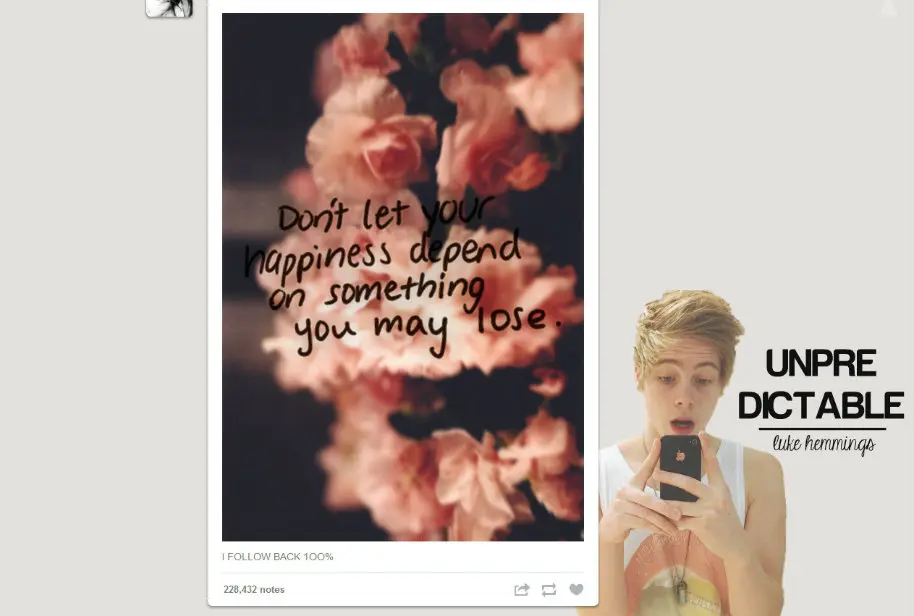 Don't let your
happiness depend
on something
you may lose.
I FOLLOW BACK 1OO%
228,432 notes
UNPRE
DICTABLE
luke hemmings